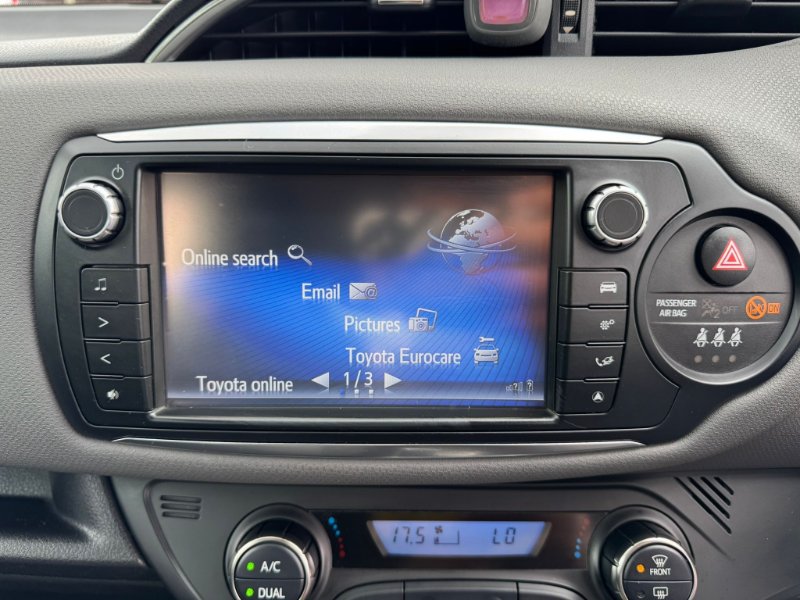 Online search
Email
Pictures
Toyota Eurocare
Toyota online
1/3
PASSENGER
AIR BAG
OFF
ON
17.5
LO
A/C
DUAL
FRONT